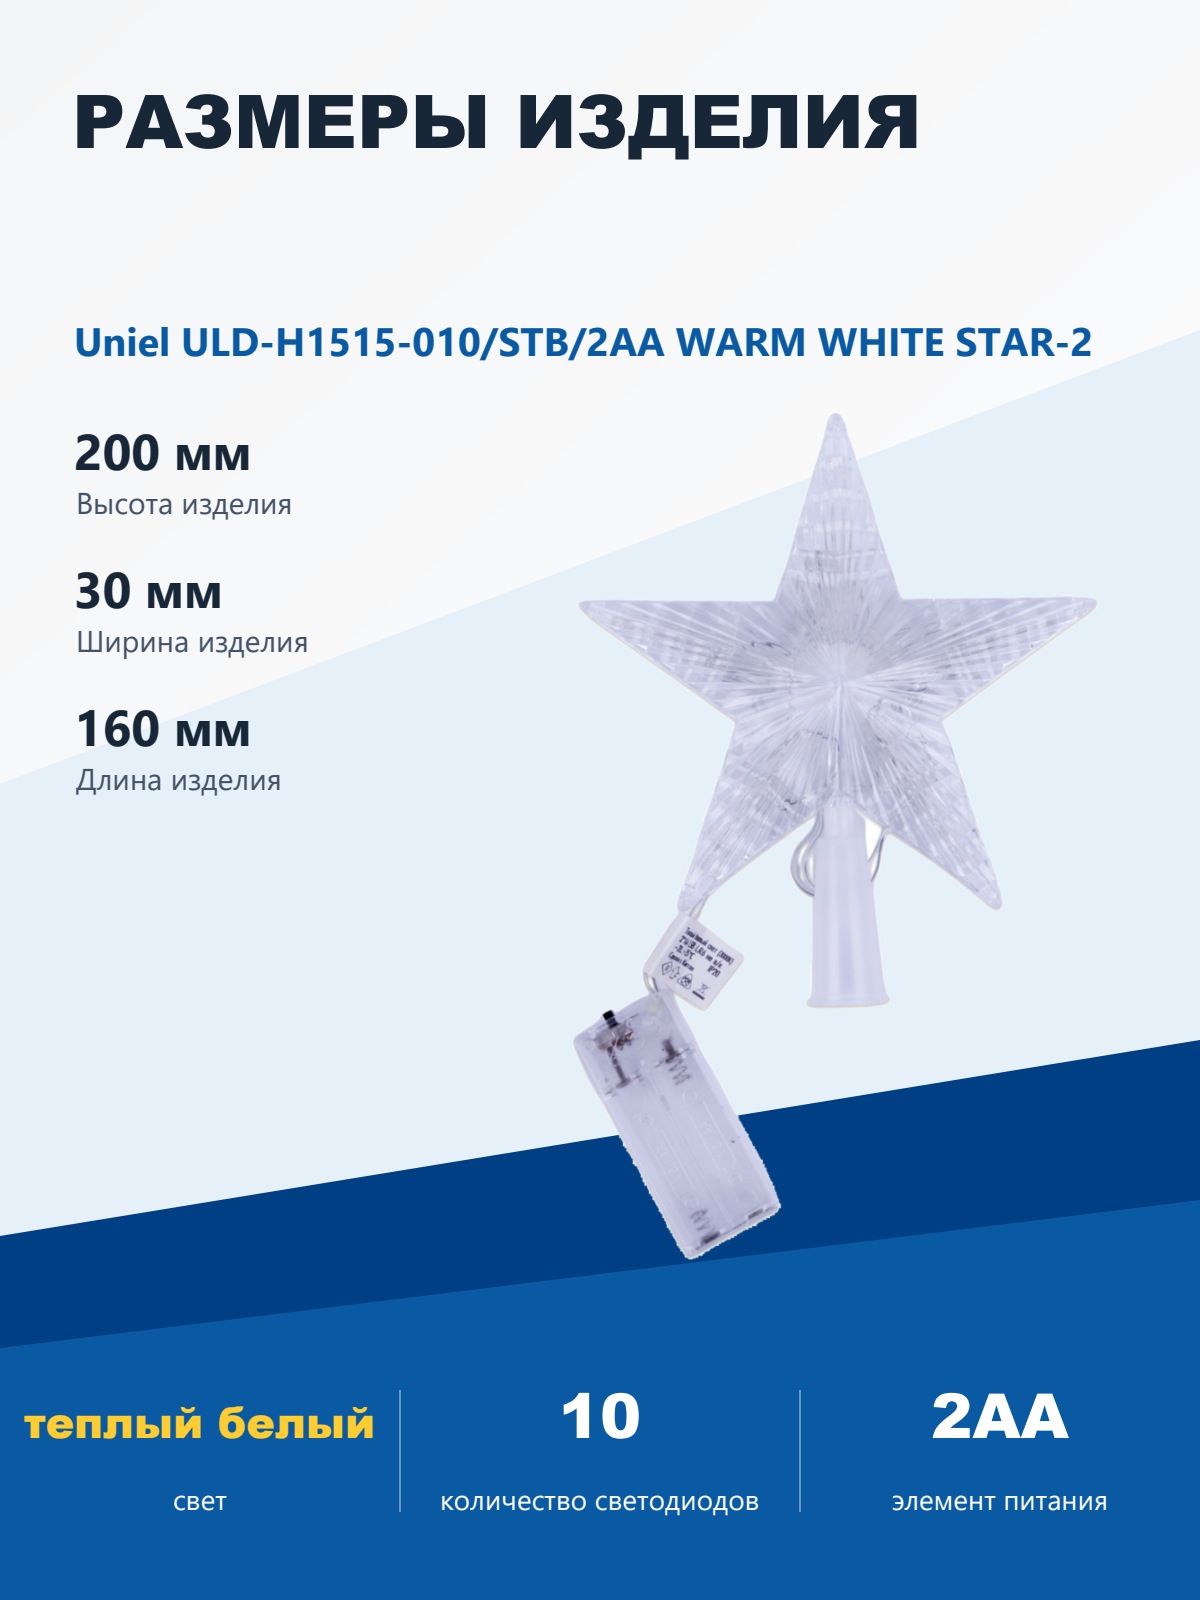 РАЗМЕРЫ ИЗДЕЛИЯ
Uniel ULD-H1515-010/STB/2AA WARM WHITE STAR-2
200 мм
Высота изделия
30 мм
Ширина изделия
160 мм
Длина изделия
IP20
теплый белый
свет
10
количество светодиодов
2AA
элемент питания